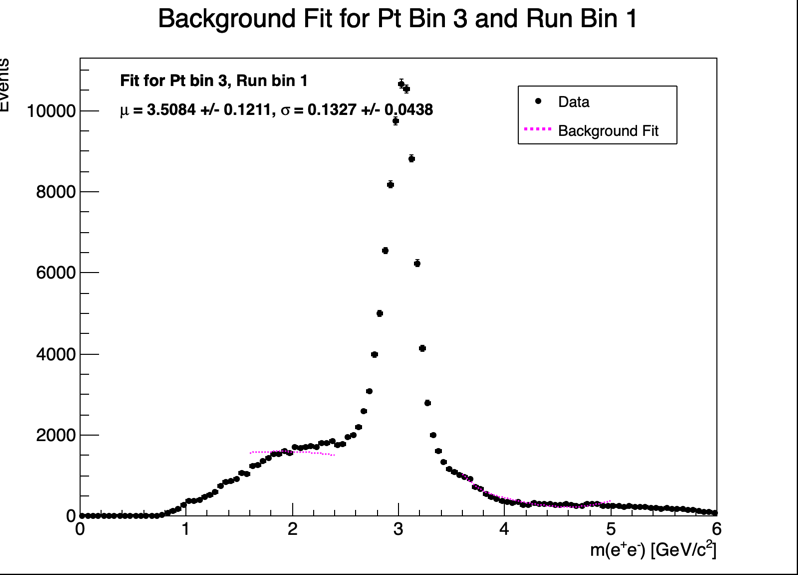 Background Fit for Pt Bin 3 and Run Bin 1
Events
Fit for Pt bin 3, Run bin 1
μ = 3.5084 +/- 0.1211, σ = 0.1327 +/- 0.0438
Data
Background Fit
10000
8000
6000
4000
2000
0
0 1 2 3 4 5 6
m(e⁺e⁻) [GeV/c²]